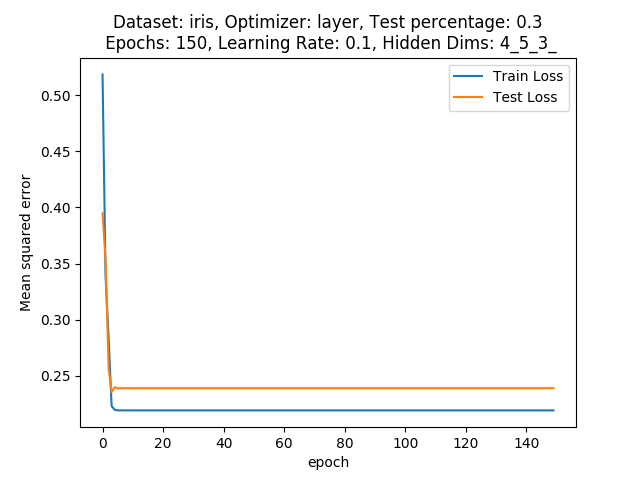 Dataset: iris, Optimizer: layer, Test percentage: 0.3
Epochs: 150, Learning Rate: 0.1, Hidden Dims: 4_5_3_
Train Loss
Test Loss
Mean squared error
0.50
0.45
0.40
0.35
0.30
0.25
0 20 40 60 80 100 120 140
epoch